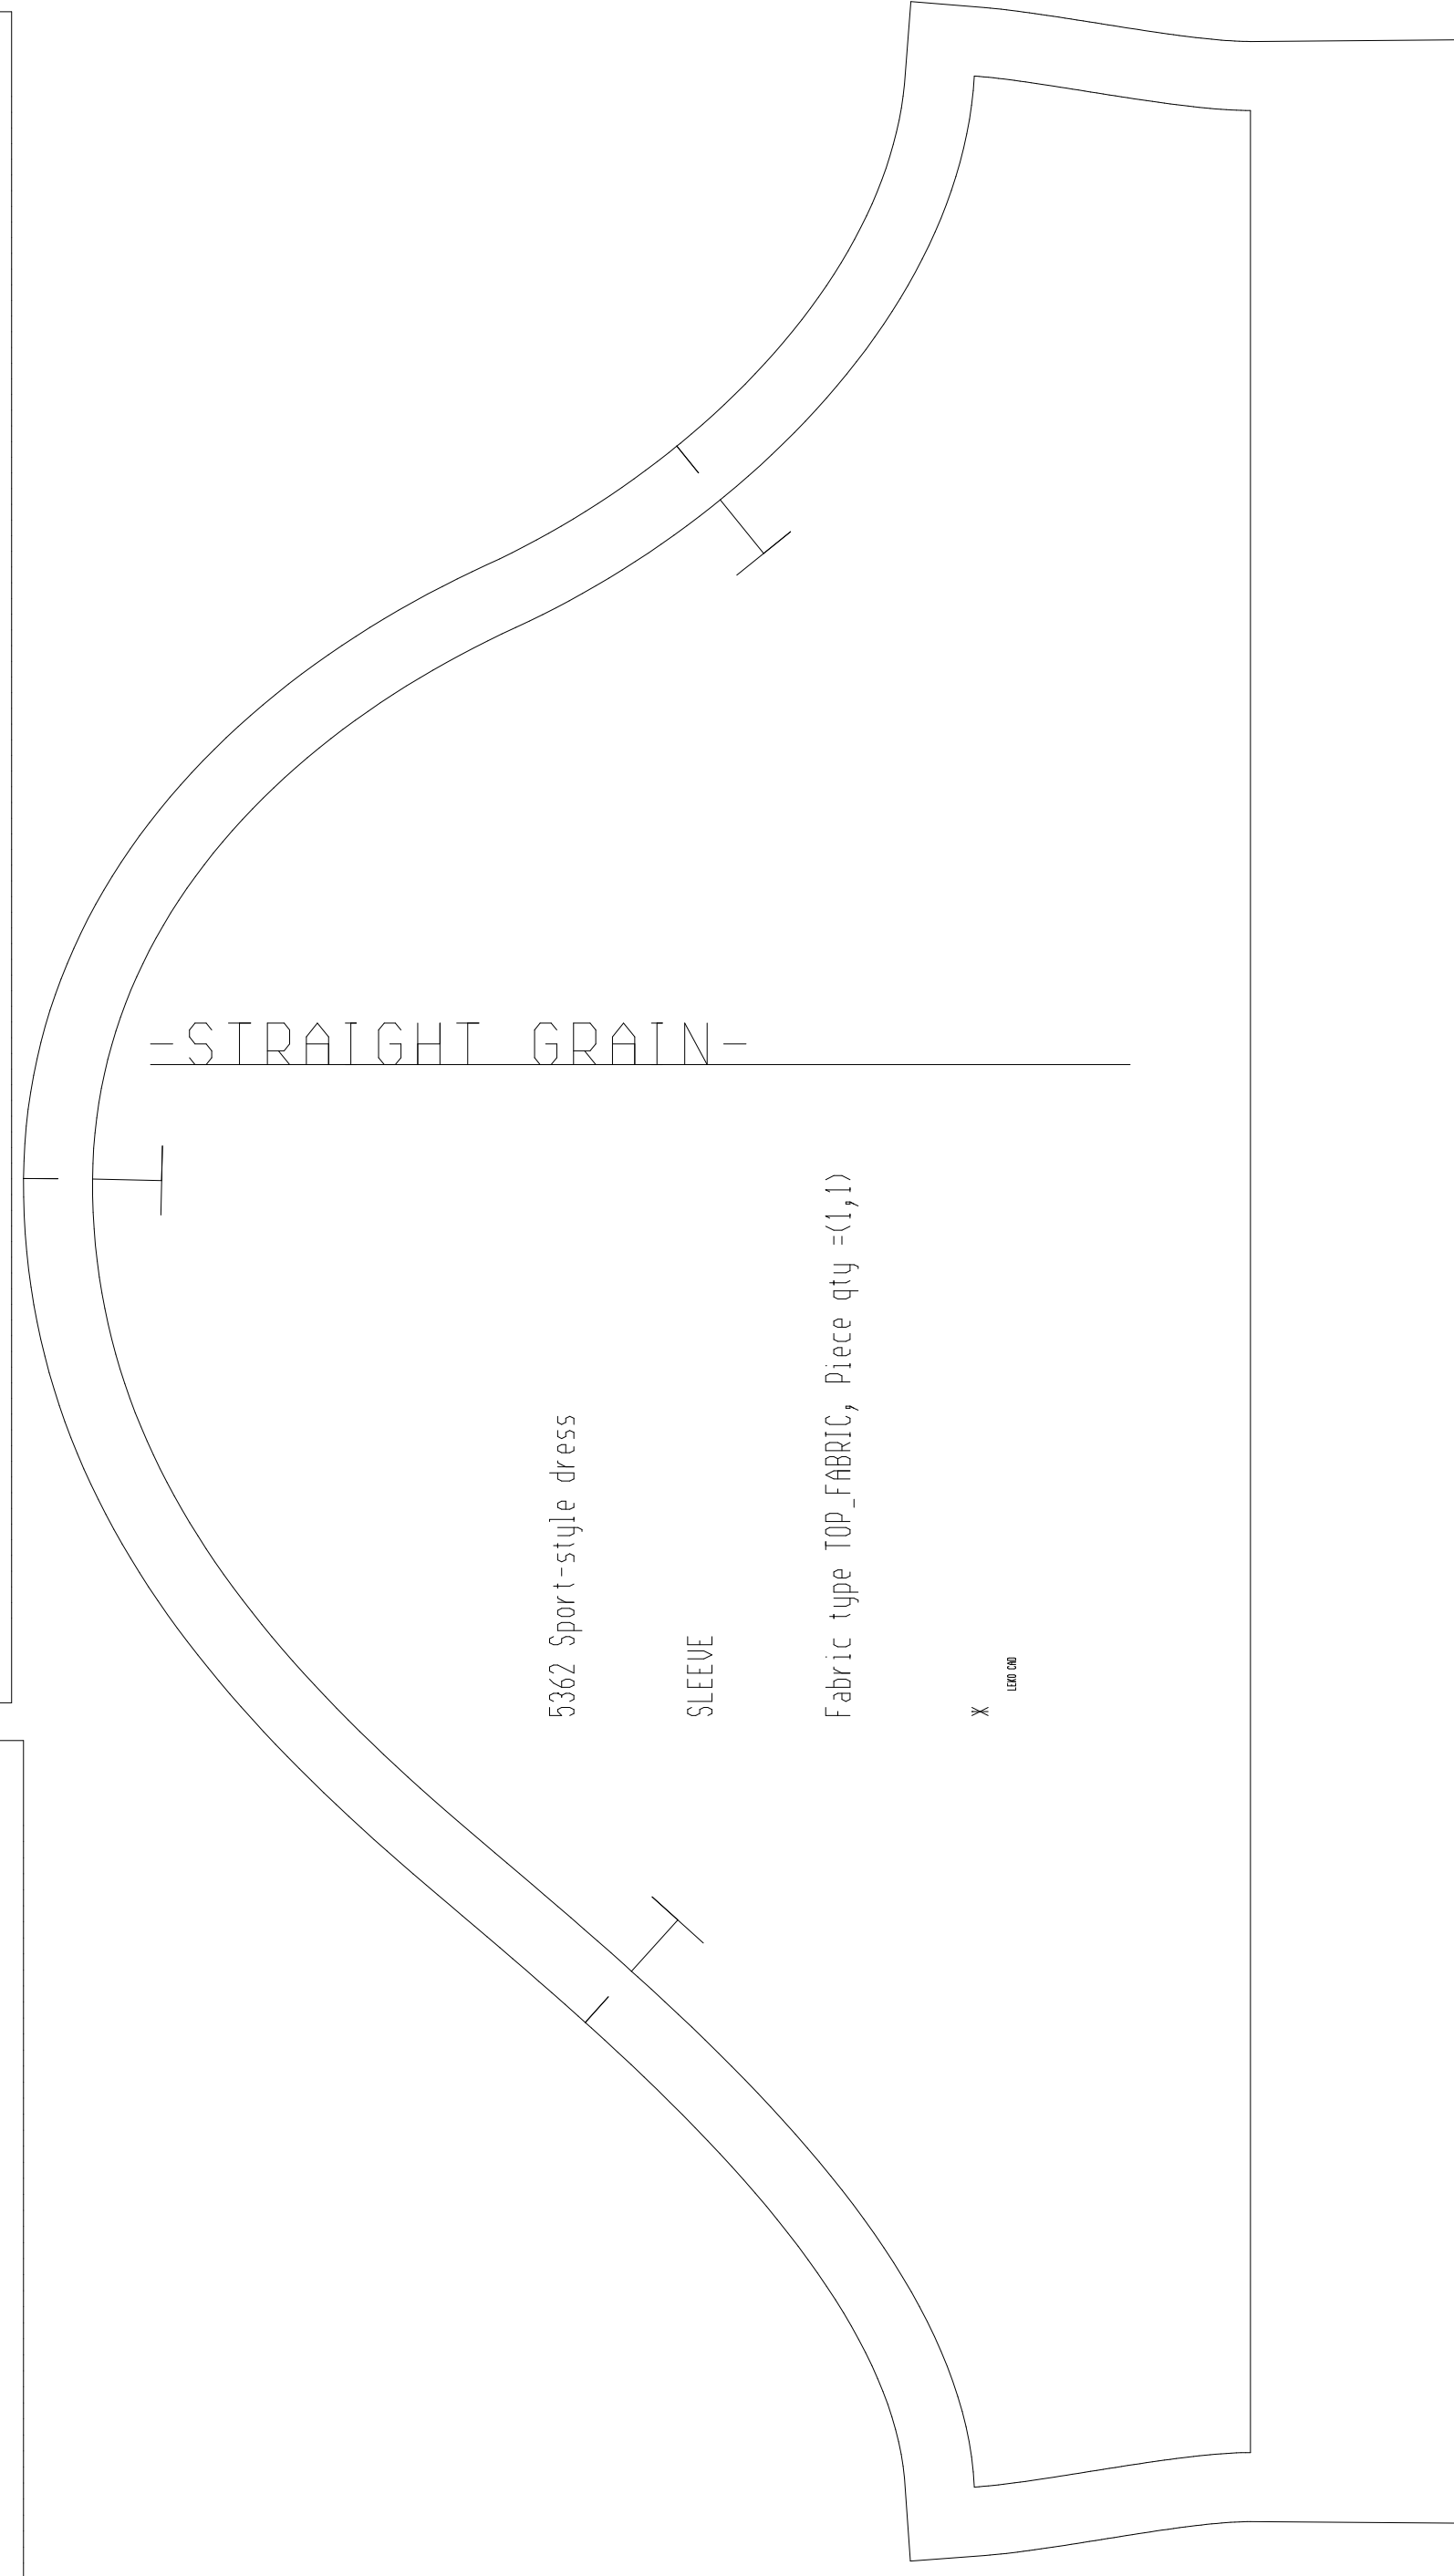 -STRAIGHT GRAIN-
5362 Sport-style dress
SLEEVE
Fabric type TOP_FABRIC, Piece qty =(1,1)
*
LEKO CAD